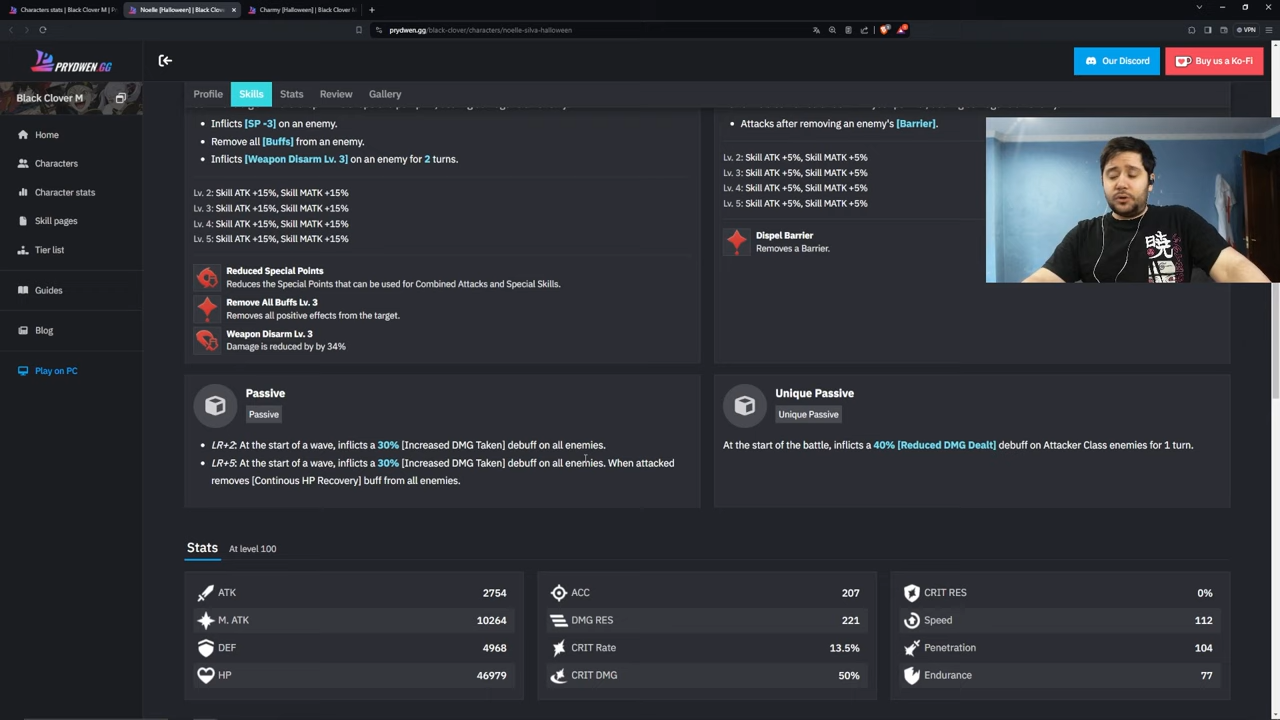 Characters stats | Black Clover M | Pr
Noelle [Halloween] | Black Clov
Charmy [Halloween] | Black Clover M
prydwen.gg/black-clover/characters/noelle-silva-halloween
VPN
PRYDWEN.GG
Our Discord
Buy us a Ko-Fi
Black Clover M
Profile
Skills
Stats
Review
Gallery
Home
Characters
Character stats
Skill pages
Tier list
Guides
Blog
Play on PC
• Inflicts [SP -3] on an enemy.
• Remove all [Buffs] from an enemy.
• Inflicts [Weapon Disarm Lv. 3] on an enemy for 2 turns.
Lv. 2: Skill ATK +15%, Skill MATK +15%
Lv. 3: Skill ATK +15%, Skill MATK +15%
Lv. 4: Skill ATK +15%, Skill MATK +15%
Lv. 5: Skill ATK +15%, Skill MATK +15%
Reduced Special Points
Reduces the Special Points that can be used for Combined Attacks and Special Skills.
Remove All Buffs Lv. 3
Removes all positive effects from the target.
Weapon Disarm Lv. 3
Damage is reduced by by 34%
• Attacks after removing an enemy's [Barrier].
Lv. 2: Skill ATK +5%, Skill MATK +5%
Lv. 3: Skill ATK +5%, Skill MATK +5%
Lv. 4: Skill ATK +5%, Skill MATK +5%
Lv. 5: Skill ATK +5%, Skill MATK +5%
Dispel Barrier
Removes a Barrier.
暁
Passive
Passive
• LR+2: At the start of a wave, inflicts a 30% [Increased DMG Taken] debuff on all enemies.
• LR+5: At the start of a wave, inflicts a 30% [Increased DMG Taken] debuff on all enemies. When attacked
removes [Continous HP Recovery] buff from all enemies.
Unique Passive
Unique Passive
At the start of the battle, inflicts a 40% [Reduced DMG Dealt] debuff on Attacker Class enemies for 1 turn.
Stats
At level 100
ATK 2754
M. ATK 10264
DEF 4968
HP 46979
ACC 207
DMG RES 221
CRIT Rate 13.5%
CRIT DMG 50%
CRIT RES 0%
Speed 112
Penetration 104
Endurance 77